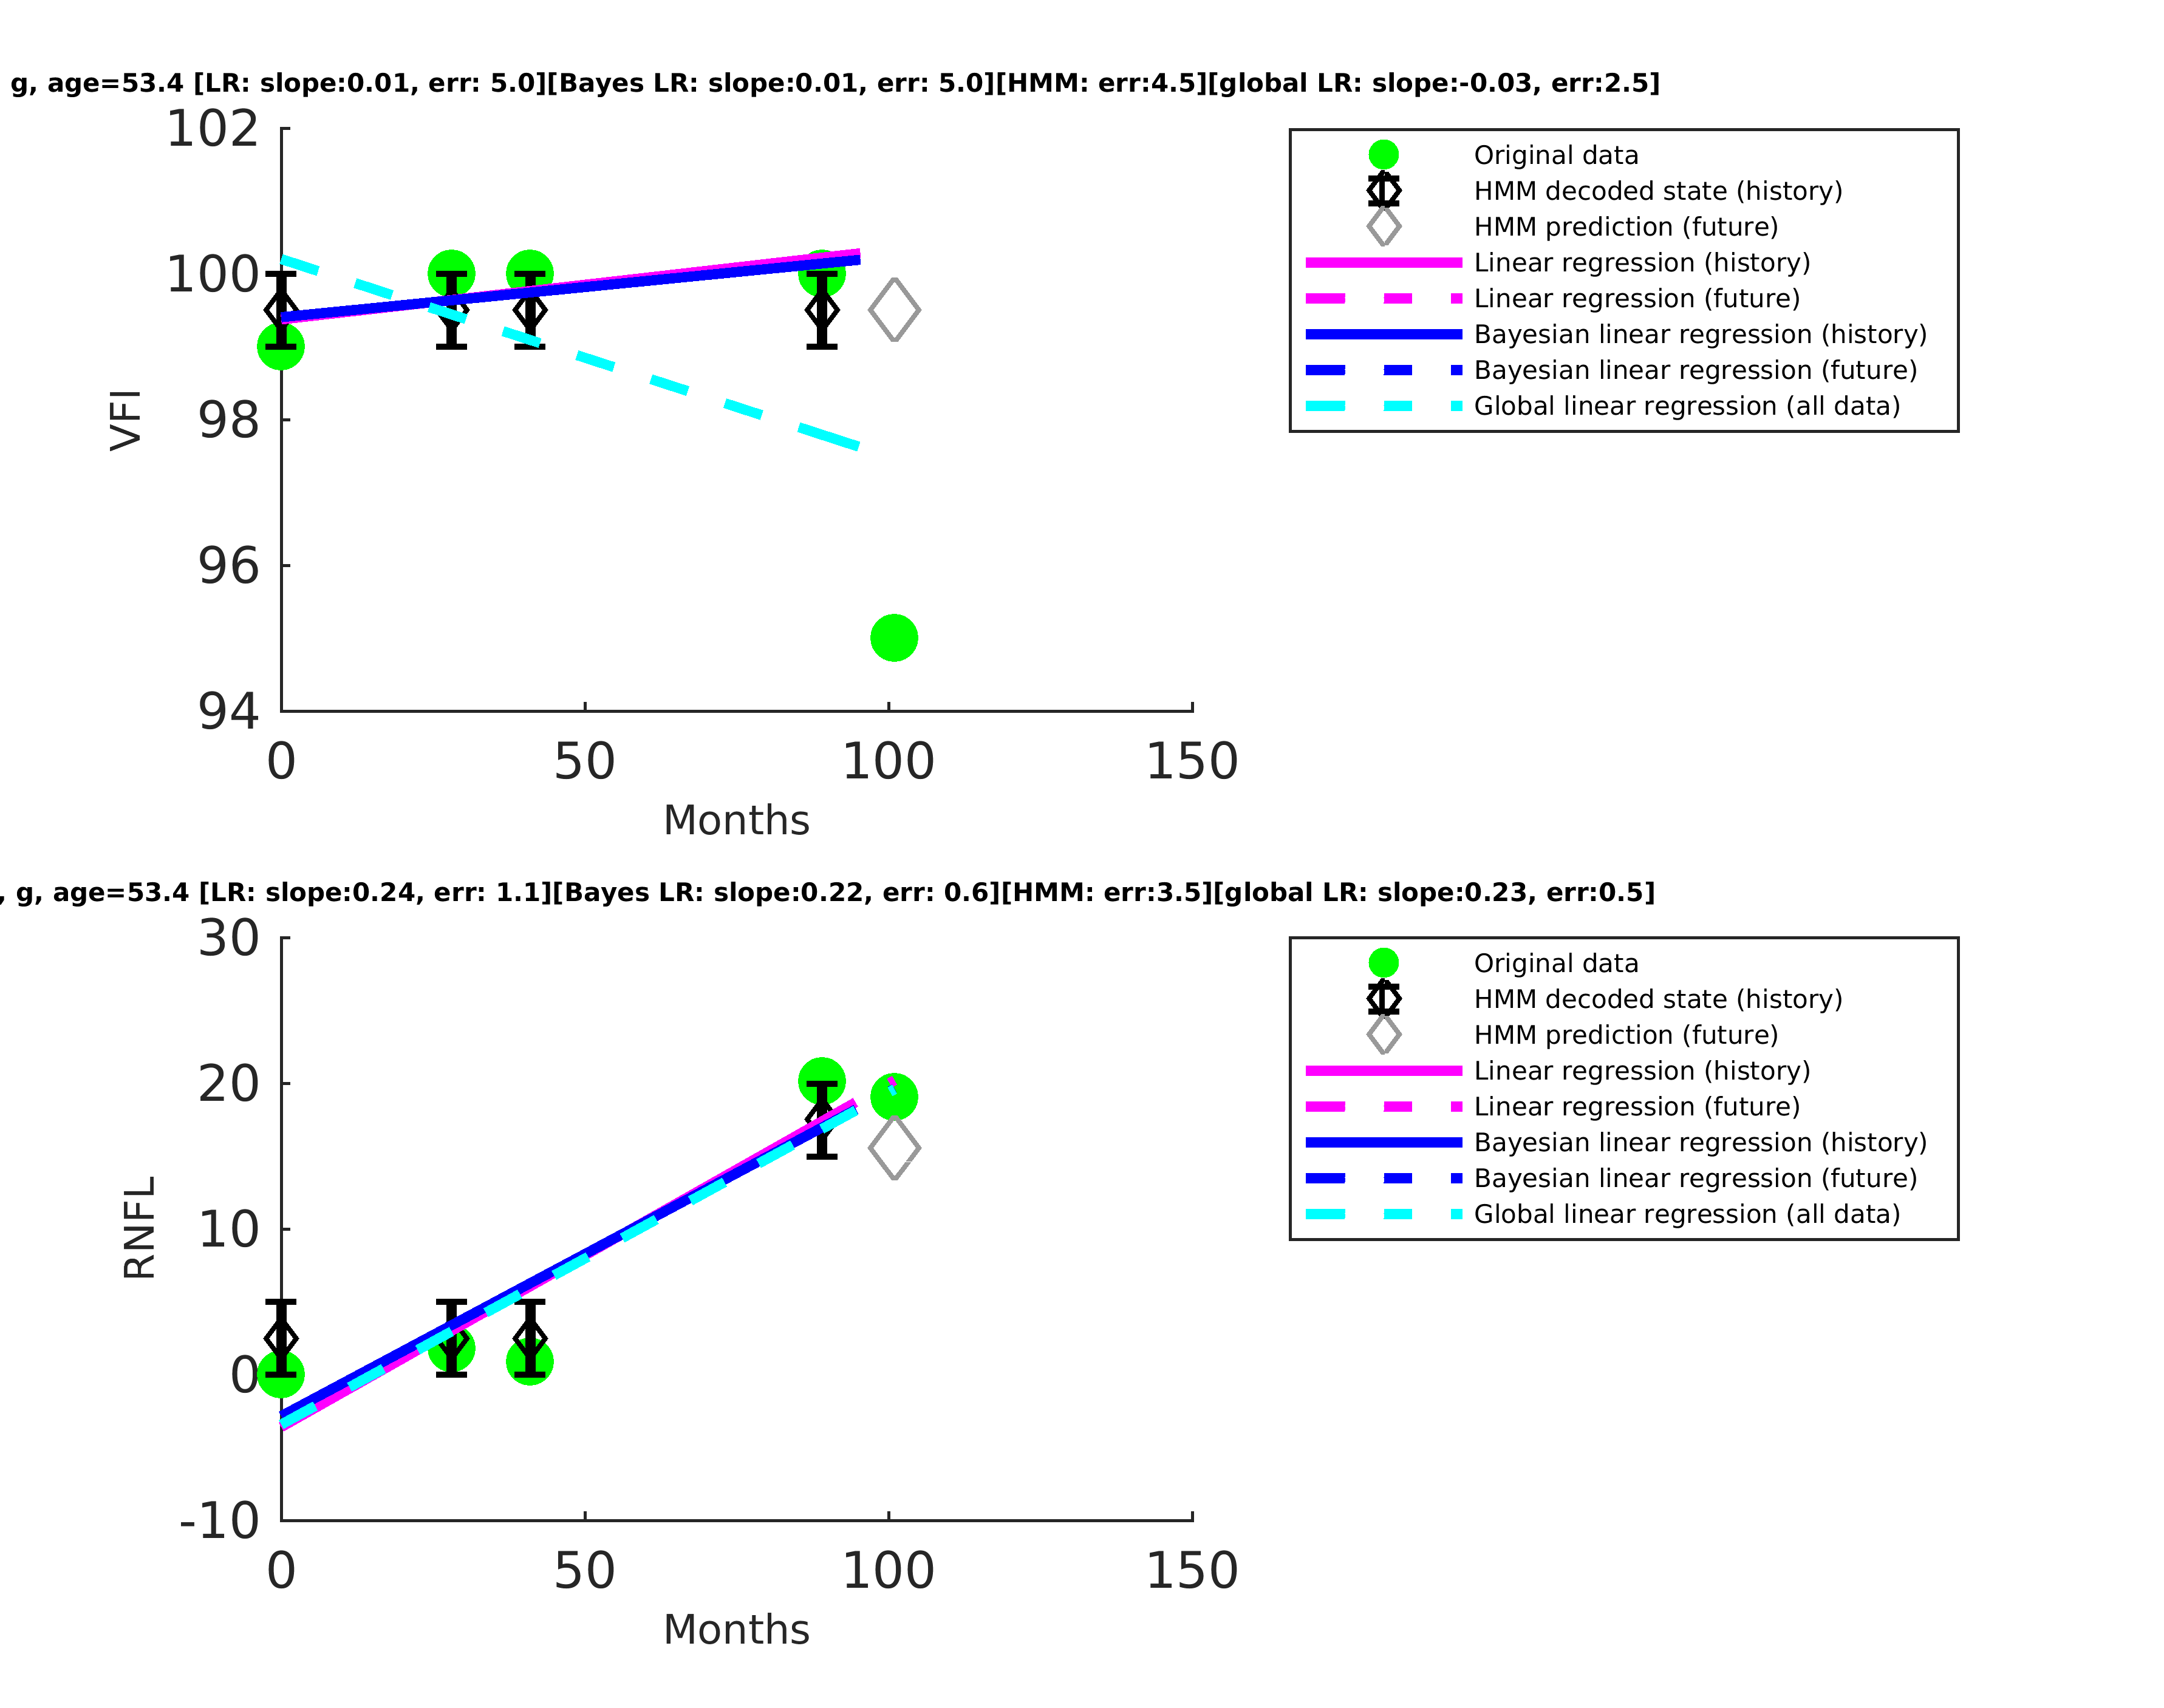 g, age=53.4 [LR: slope:0.01, err: 5.0][Bayes LR: slope:0.01, err: 5.0][HMM: err:4.5][global LR: slope:-0.03, err:2.5]
102
100
98
96
94
VFI
0 50 100 150
Months
Original data
HMM decoded state (history)
HMM prediction (future)
Linear regression (history)
Linear regression (future)
Bayesian linear regression (history)
Bayesian linear regression (future)
Global linear regression (all data)
, g, age=53.4 [LR: slope:0.24, err: 1.1][Bayes LR: slope:0.22, err: 0.6][HMM: err:3.5][global LR: slope:0.23, err:0.5]
30
20
10
0
-10
RNFL
0 50 100 150
Months
Original data
HMM decoded state (history)
HMM prediction (future)
Linear regression (history)
Linear regression (future)
Bayesian linear regression (history)
Bayesian linear regression (future)
Global linear regression (all data)